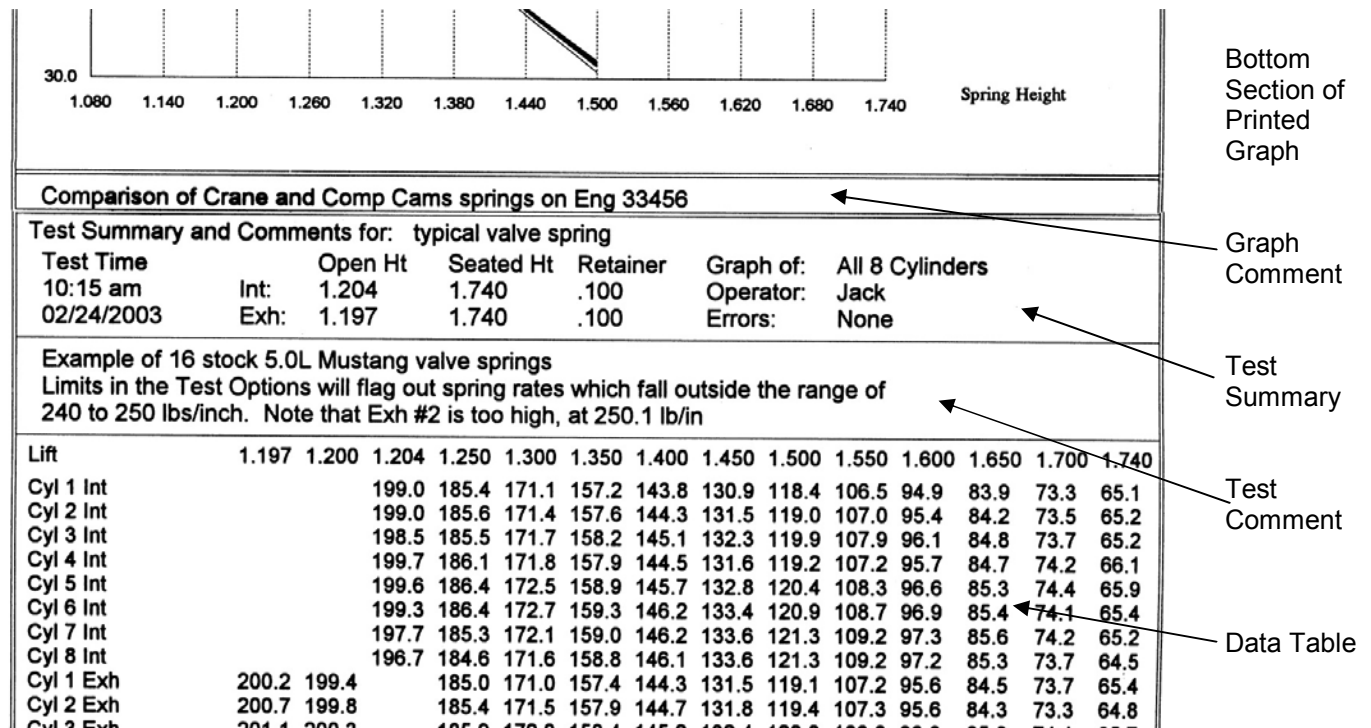 30.0
1.080 1.140 1.200 1.260 1.320 1.380 1.440 1.500 1.560 1.620 1.680 1.740 Spring Height
Bottom
Section of
Printed
Graph
Comparison of Crane and Comp Cams springs on Eng 33456
Graph
Comment
Test Summary and Comments for: typical valve spring
Test Time Open Ht Seated Ht Retainer Graph of: All 8 Cylinders
10:15 am Int: 1.204 1.740 .100 Operator: Jack
02/24/2003 Exh: 1.197 1.740 .100 Errors: None
Test
Summary
Example of 16 stock 5.0L Mustang valve springs
Limits in the Test Options will flag out spring rates which fall outside the range of
240 to 250 lbs/inch. Note that Exh #2 is too high, at 250.1 lb/in
Test
Comment
Lift 1.197 1.200 1.204 1.250 1.300 1.350 1.400 1.450 1.500 1.550 1.600 1.650 1.700 1.740
Cyl 1 Int 199.0 185.4 171.1 157.2 143.8 130.9 118.4 106.5 94.9 83.9 73.3 65.1
Cyl 2 Int 199.0 185.6 171.4 157.6 144.3 131.5 119.0 107.0 95.4 84.2 73.5 65.2
Cyl 3 Int 198.5 185.5 171.7 158.2 145.1 132.3 119.9 107.9 96.1 84.8 73.7 65.2
Cyl 4 Int 199.7 186.1 171.8 157.9 144.5 131.6 119.2 107.2 95.7 84.7 74.2 66.1
Cyl 5 Int 199.6 186.4 172.5 158.9 145.7 132.8 120.4 108.3 96.6 85.3 74.4 65.9
Cyl 6 Int 199.3 186.4 172.7 159.3 146.2 133.4 120.9 108.7 96.9 85.4 74.1 65.4
Cyl 7 Int 197.7 185.3 172.1 159.0 146.2 133.6 121.3 109.2 97.3 85.6 74.2 65.2
Cyl 8 Int 196.7 184.6 171.6 158.8 146.1 133.6 121.3 109.2 97.2 85.3 73.7 64.5
Cyl 1 Exh 200.2 199.4 185.0 171.0 157.4 144.3 131.5 119.1 107.2 95.6 84.5 73.7 65.4
Cyl 2 Exh 200.7 199.8 185.4 171.5 157.9 144.7 131.8 119.4 107.3 95.6 84.3 73.3 64.8
Cyl 3 Exh
Data Table